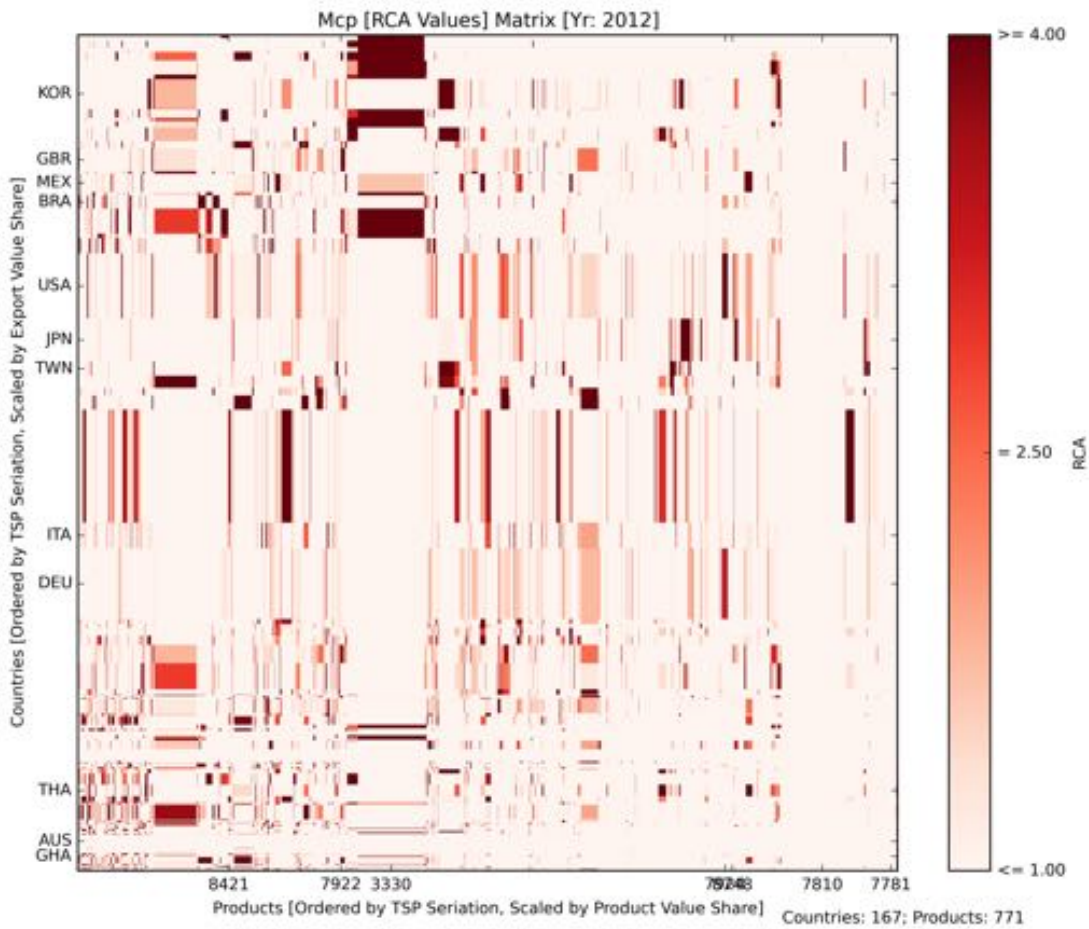 Mcp [RCA Values] Matrix [Yr: 2012]
>= 4.00
KOR
GBR
MEX
BRA
USA
JPN
TWN
= 2.50
RCA
ITA
DEU
THA
AUS
GHA
<= 1.00
Countries [Ordered by TSP Seriation, Scaled by Export Value Share]
8421
7922
3330
7810
7781
Products [Ordered by TSP Seriation, Scaled by Product Value Share]
Countries: 167; Products: 771